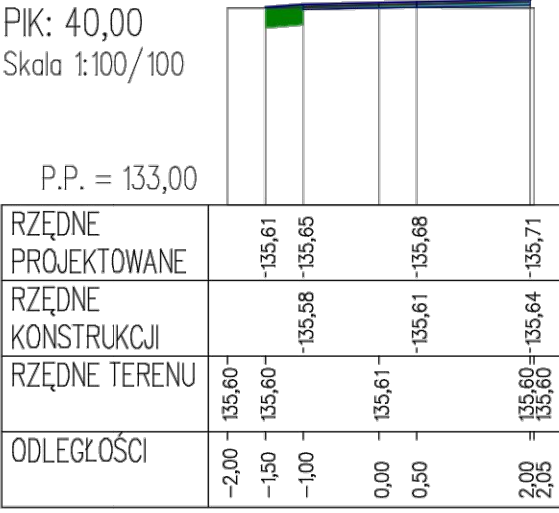 PIK: 40,00
Skala 1:100/100
P.P. = 133,00
RZĘDNE
PROJEKTOWANE
135,61 135,65 135,68 135,71
RZĘDNE
KONSTRUKCJI
135,58 135,61 135,64
RZĘDNE TERENU
135,60 135,60 135,61 135,60 135,60
ODLEGŁOŚCI
-2,00 -1,50 -1,00 0,00 0,50 2,00 2,05